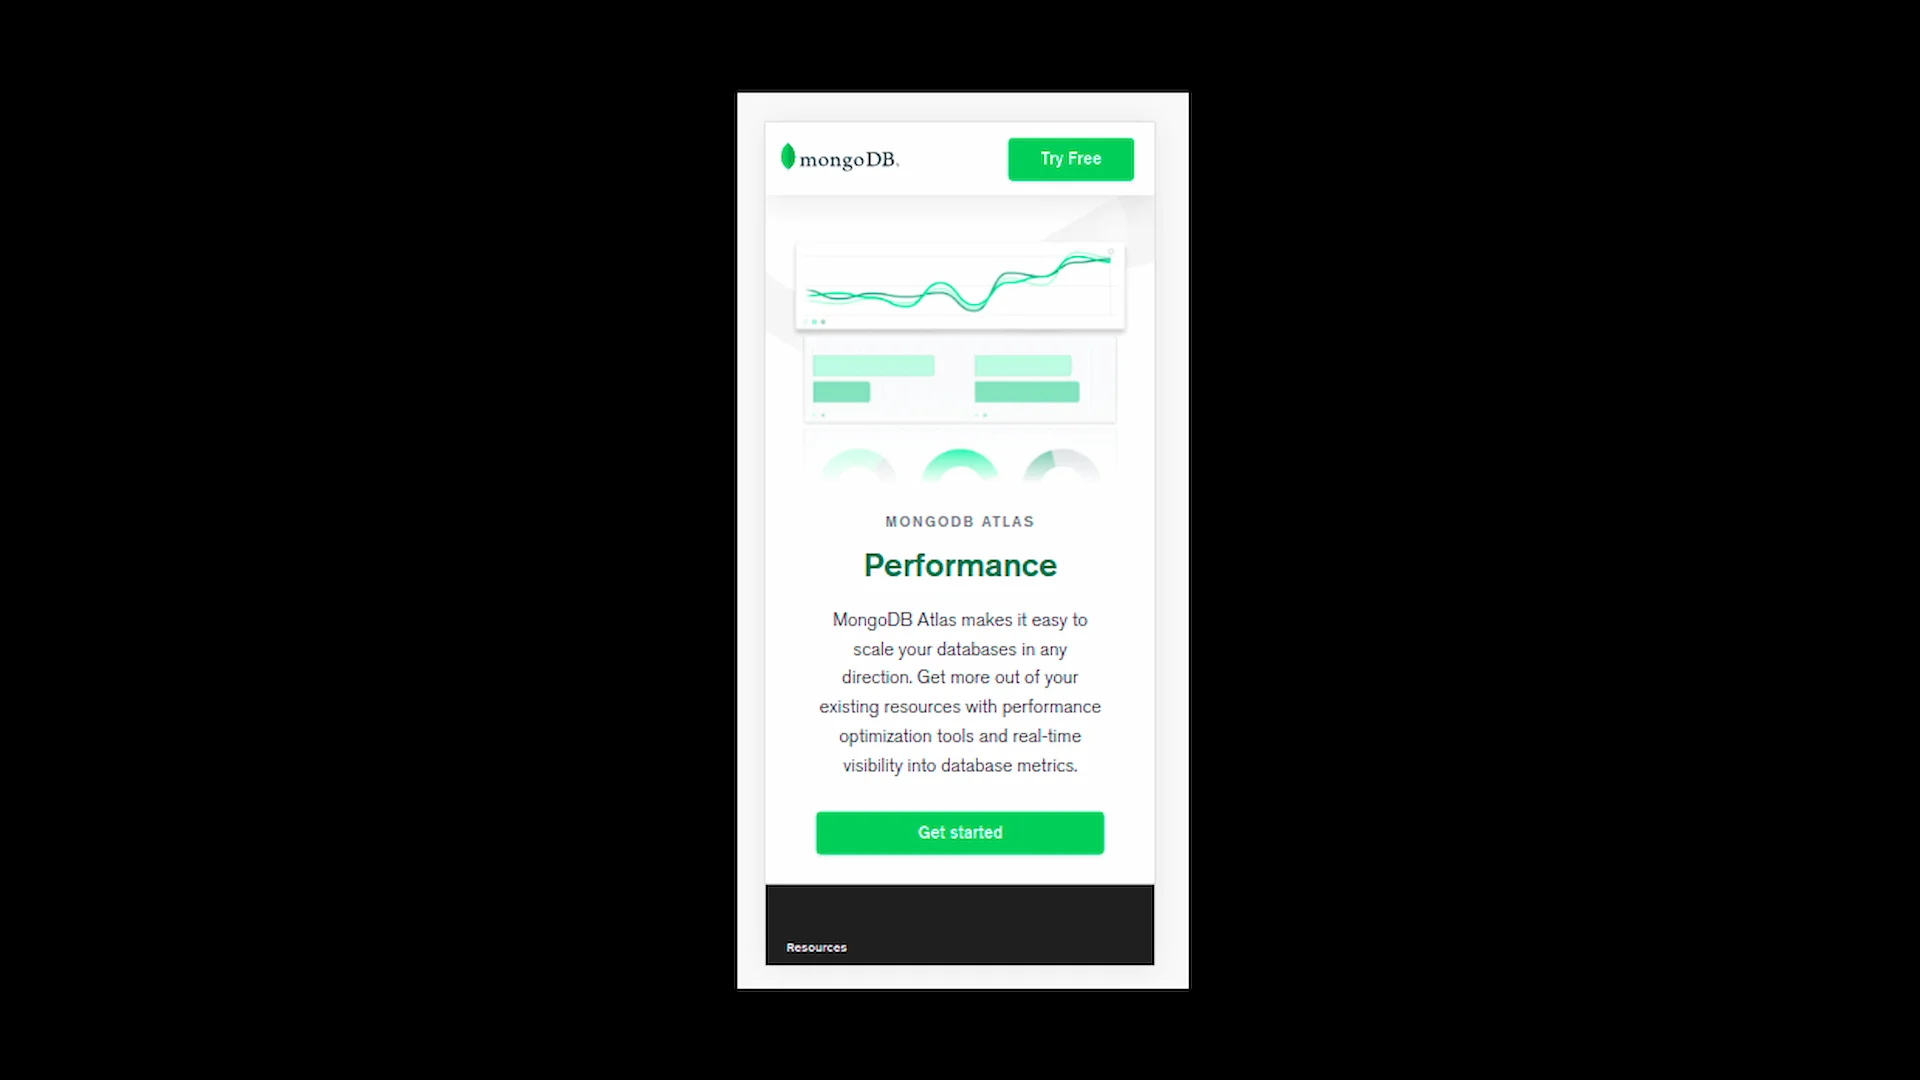 mongoDB.
Try Free
MONGODB ATLAS
Performance
MongoDB Atlas makes it easy to
scale your databases in any
direction. Get more out of your
existing resources with performance
optimization tools and real-time
visibility into database metrics.
Get started
Resources